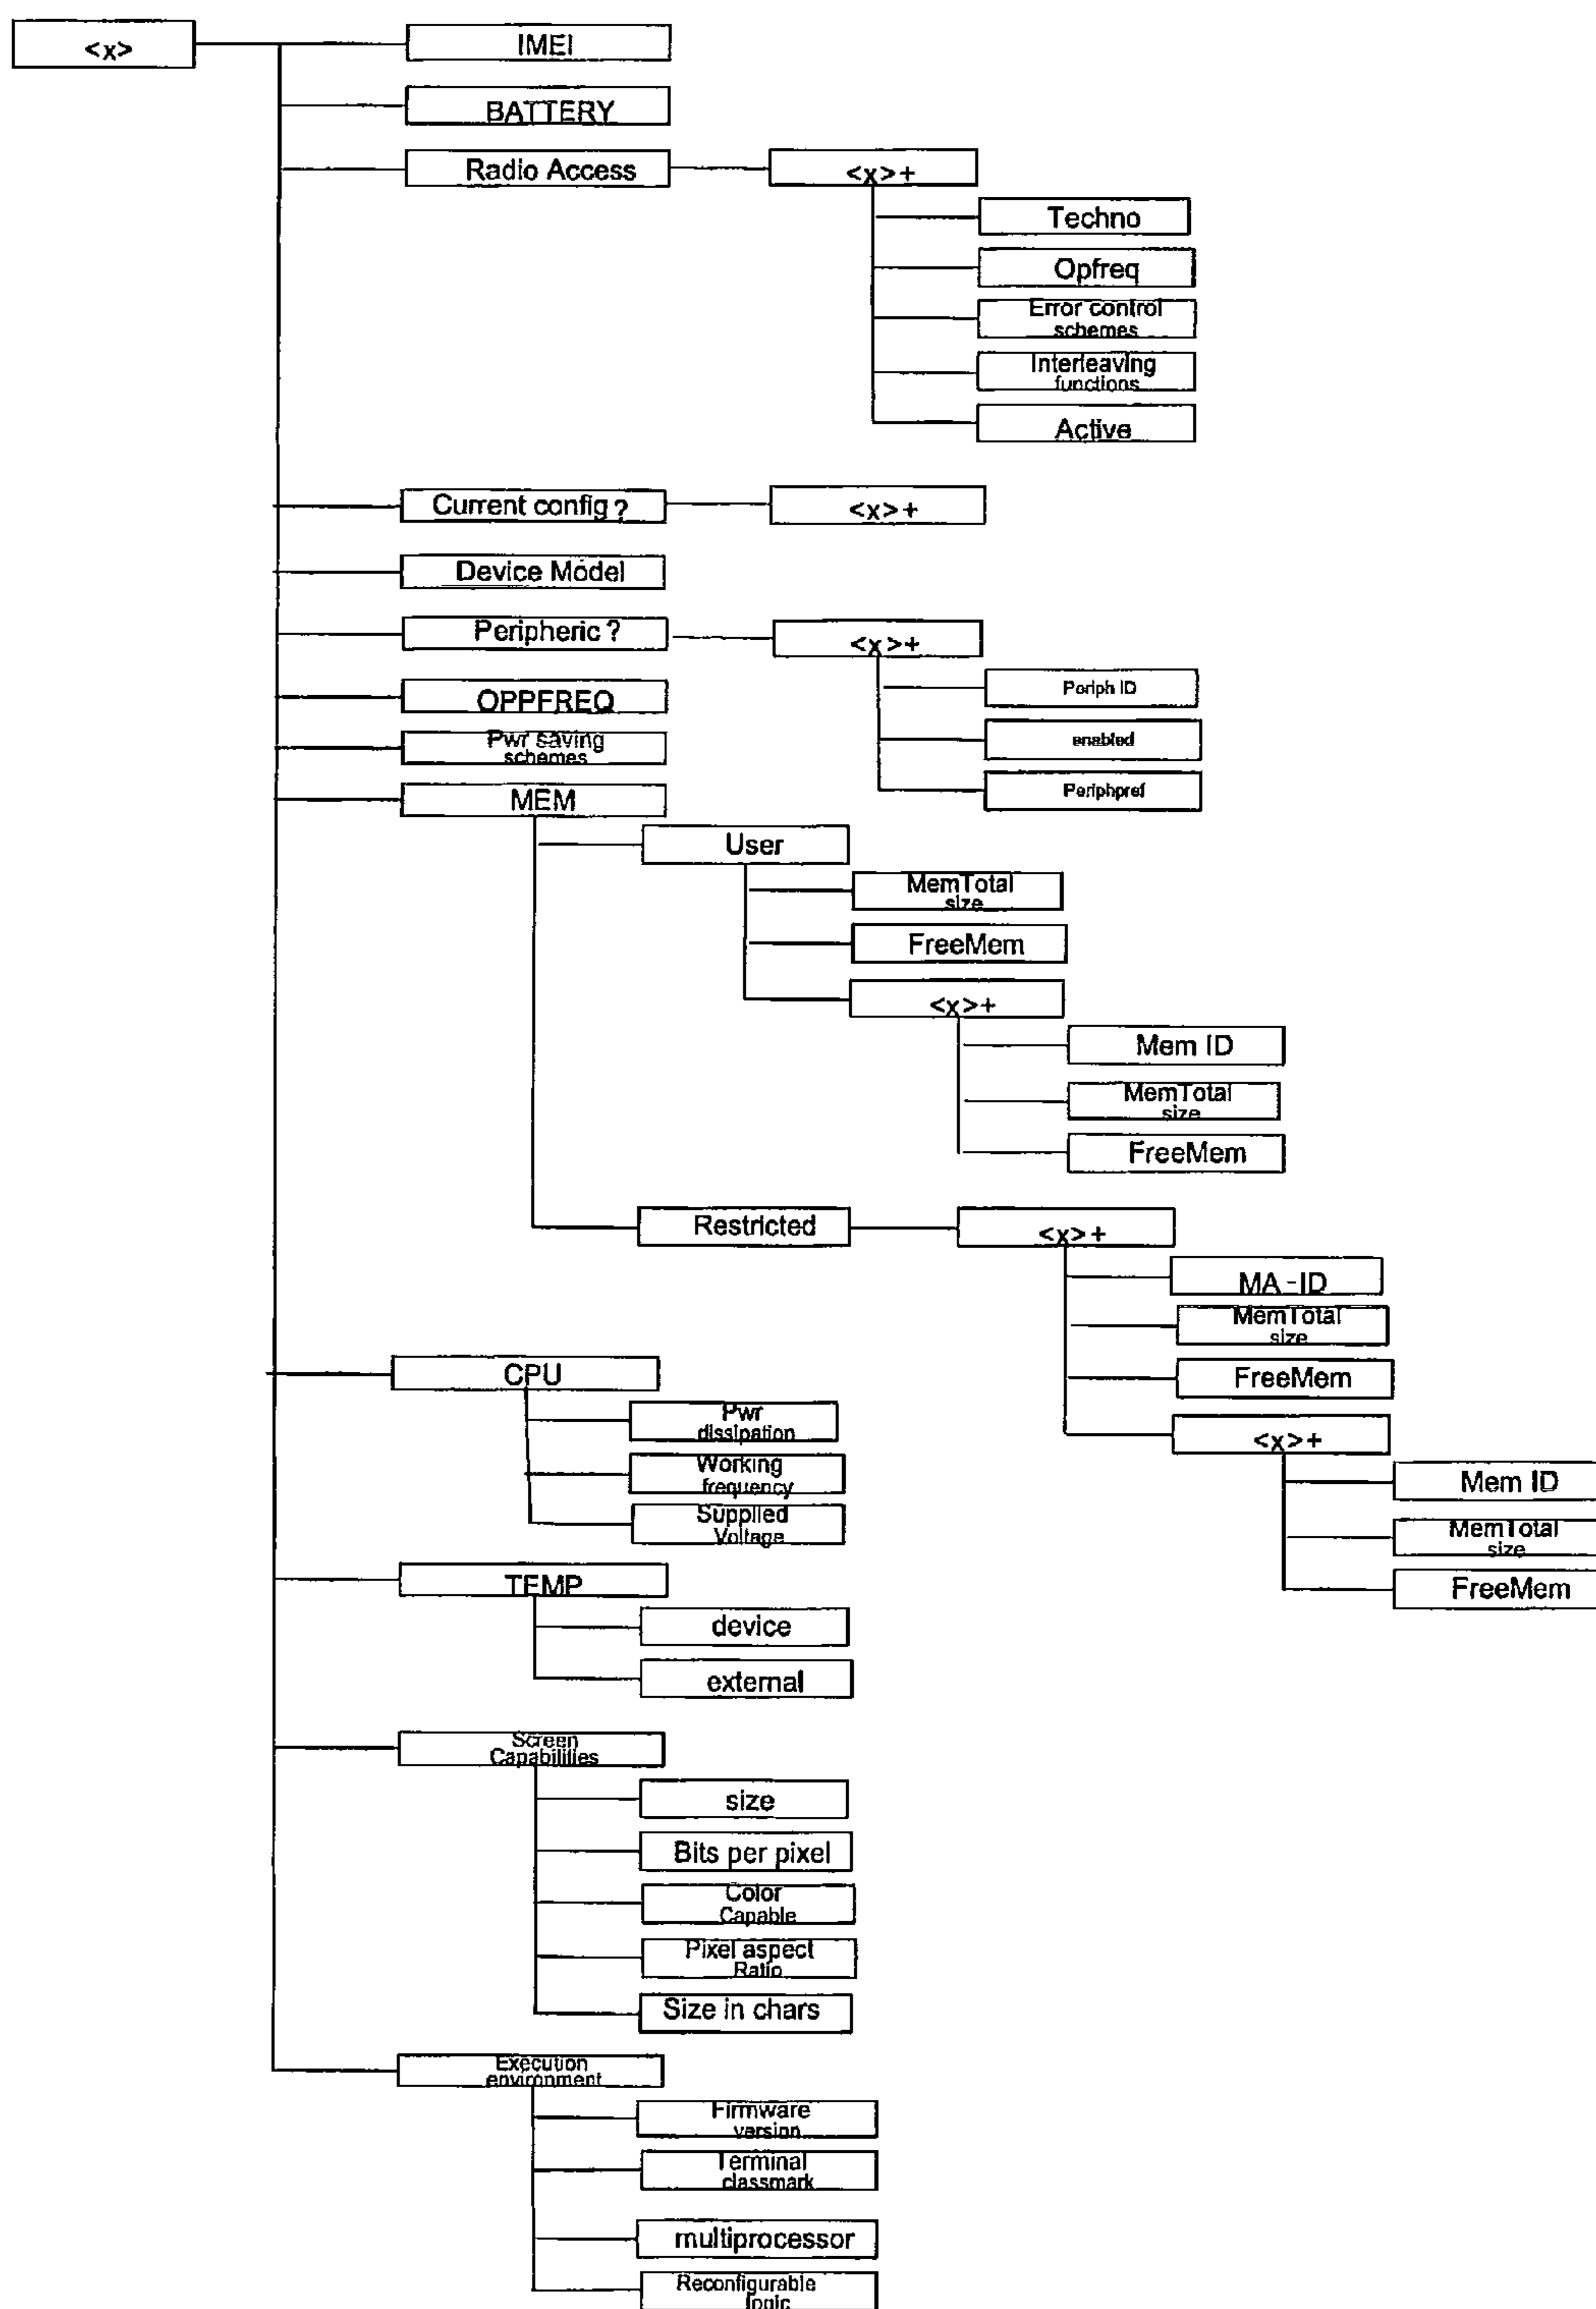 <x>
IMEI
BATTERY
Radio Access
<x>+
Techno
Opfreq
Error control
schemes
Interleaving
functions
Active
Current config ?
<x>+
Device Model
Peripheric ?
<x>+
Periph ID
enabled
Periphpref
OPPFREQ
Pwr saving
schemes
MEM
User
MemTotal
size
FreeMem
<x>+
Mem ID
MemTotal
size
FreeMem
Restricted
<x>+
MA-ID
MemTotal
size
FreeMem
<x>+
Mem ID
MemTotal
size
FreeMem
CPU
Pwr
dissipation
Working
frequency
Supplied
Voltage
TEMP
device
external
Screen
Capabilities
size
Bits per pixel
Color
Capable
Pixel aspect
Ratio
Size in chars
Execution
environment
Firmware
version
Terminal
classmark
multiprocessor
Reconfigurable
logic